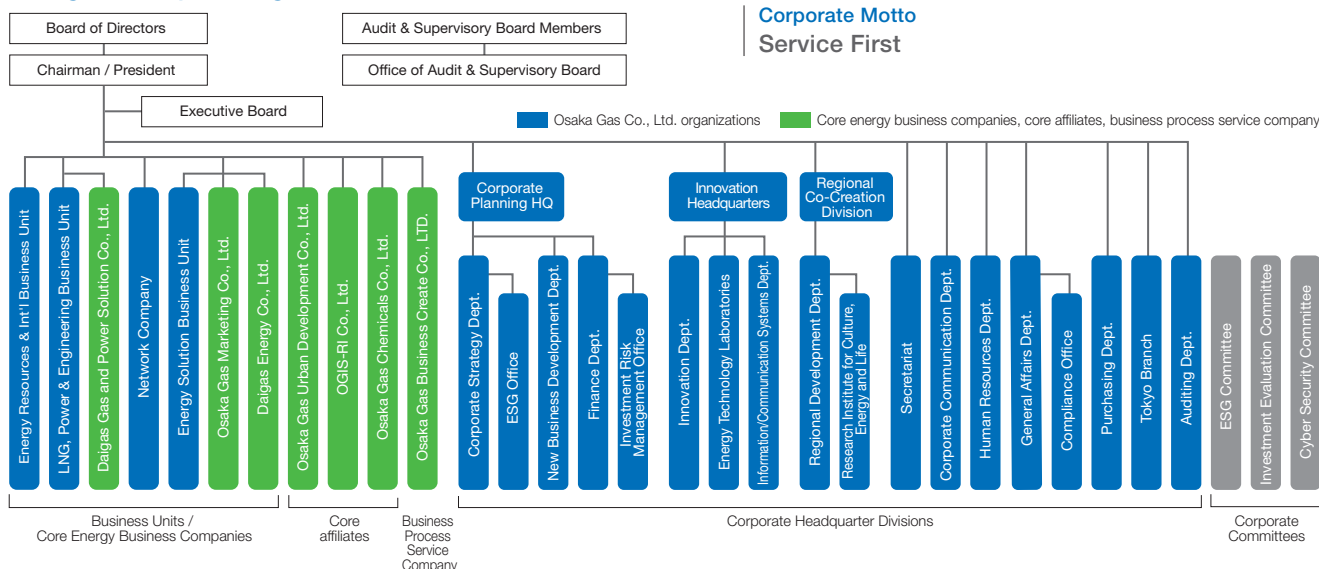 Board of Directors
Audit & Supervisory Board Members
Corporate Motto
Service First
Chairman / President
Office of Audit & Supervisory Board
Executive Board
Osaka Gas Co., Ltd. organizations
Core energy business companies, core affiliates, business process service company
Corporate
Planning HQ
Innovation
Headquarters
Regional
Co-Creation
Division
Energy Resources & Int'l Business Unit
LNG, Power & Engineering Business Unit
Daigas Gas and Power Solution Co., Ltd.
Network Company
Energy Solution Business Unit
Osaka Gas Marketing Co., Ltd.
Daigas Energy Co., Ltd.
Osaka Gas Urban Development Co., Ltd.
OGIS-RI Co., Ltd.
Osaka Gas Chemicals Co., Ltd.
Osaka Gas Business Create Co., LTD.
Corporate Strategy Dept.
ESG Office
New Business Development Dept.
Finance Dept.
Investment Risk
Management Office
Innovation Dept.
Energy Technology Laboratories
Information/Communication Systems Dept.
Regional Development Dept.
Research Institute for Culture,
Energy and Life
Secretariat
Corporate Communication Dept.
Human Resources Dept.
General Affairs Dept.
Compliance Office
Purchasing Dept.
Tokyo Branch
Auditing Dept.
ESG Committee
Investment Evaluation Committee
Cyber Security Committee
Business Units /
Core Energy Business Companies
Core
affiliates
Business
Process
Service
Company
Corporate Headquarter Divisions
Corporate
Committees